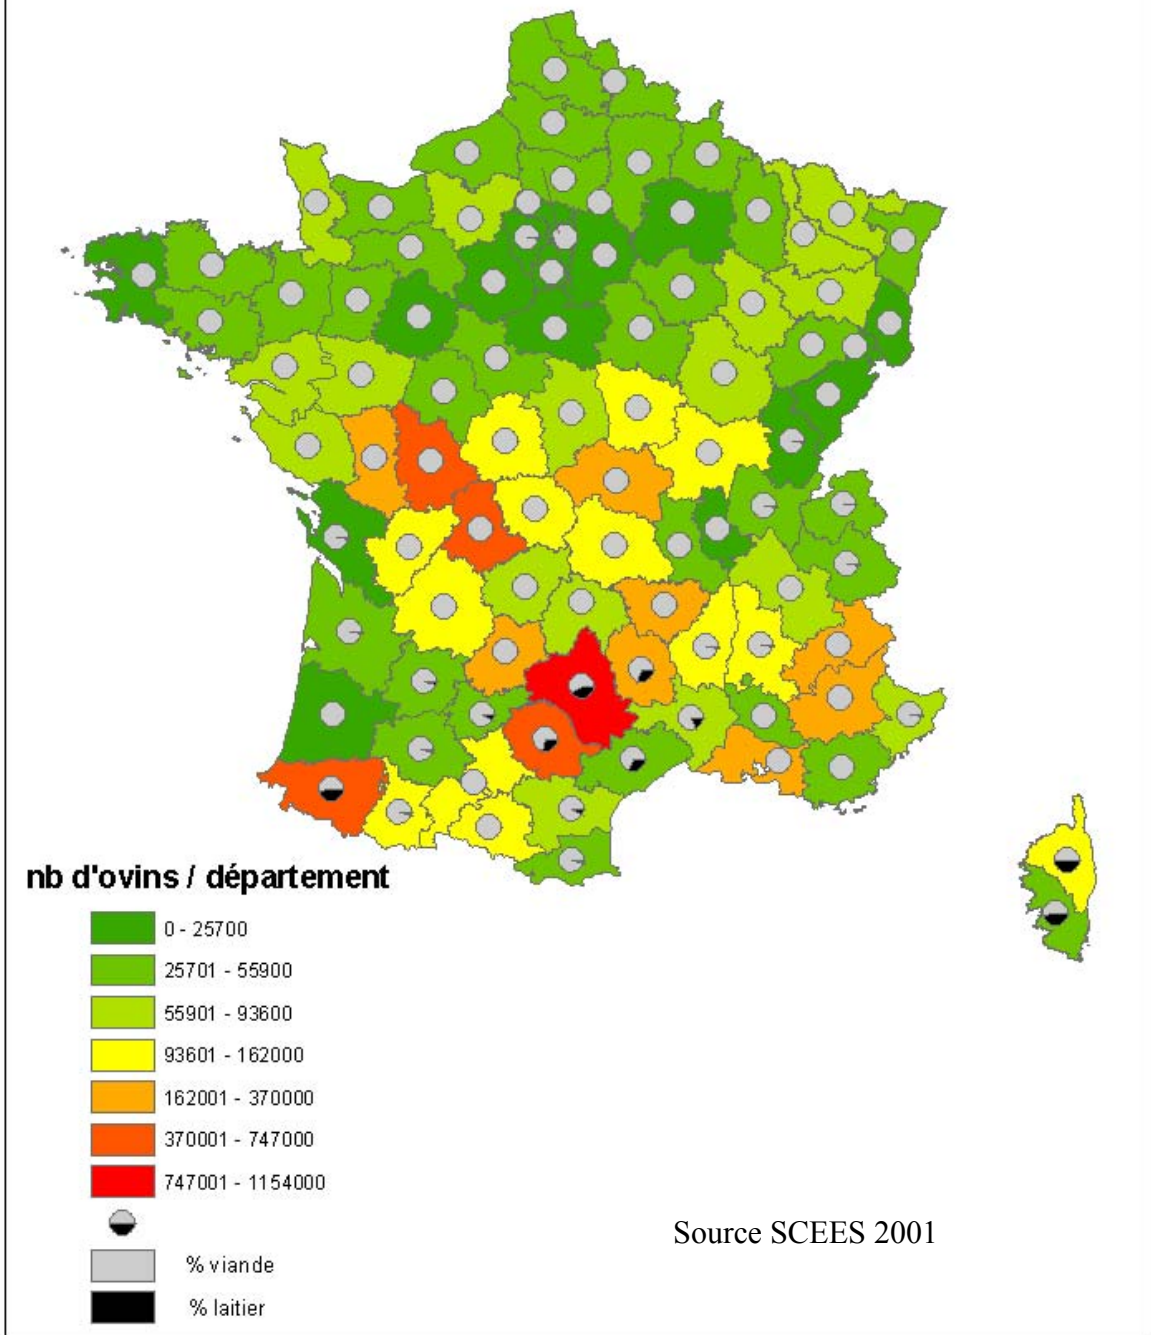 nb d'ovins / département
0 - 25700
25701 - 55900
55901 - 93600
93601 - 162000
162001 - 370000
370001 - 747000
747001 - 1154000
Source SCEES 2001
% viande
% laitier